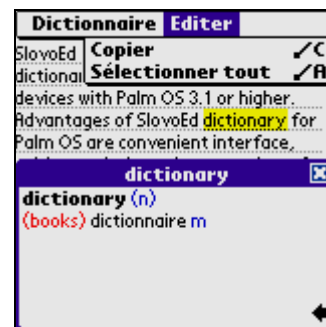 Dictionnaire Editer
SlovoEd Copier /C
dictionai Sélectionner tout /A
devices with Palm OS 3.1 or higher.
Advantages of SlovoEd dictionary for
Palm OS are convenient interface,
dictionary
dictionary (n)
(books) dictionnaire m